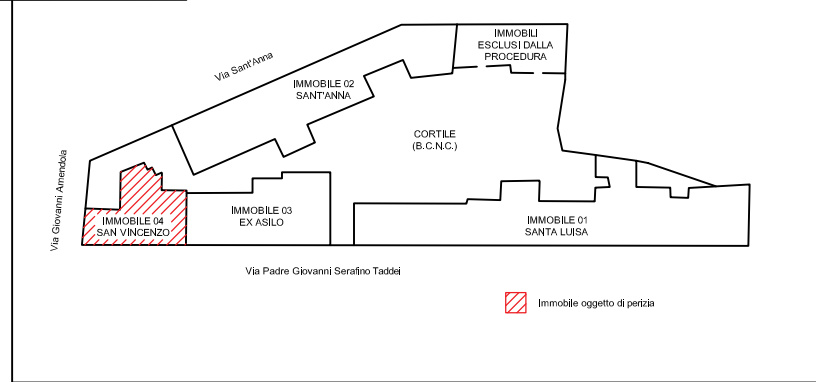 IMMOBILI
ESCLUSI DALLA
PROCEDURA
Via Sant'Anna
IMMOBILE 02
SANT'ANNA
CORTILE
(B.C.N.C.)
Via Giovanni Amendola
IMMOBILE 04
SAN VINCENZO
IMMOBILE 03
EX ASILO
IMMOBILE 01
SANTA LUISA
Via Padre Giovanni Serafino Taddei
Immobile oggetto di perizia